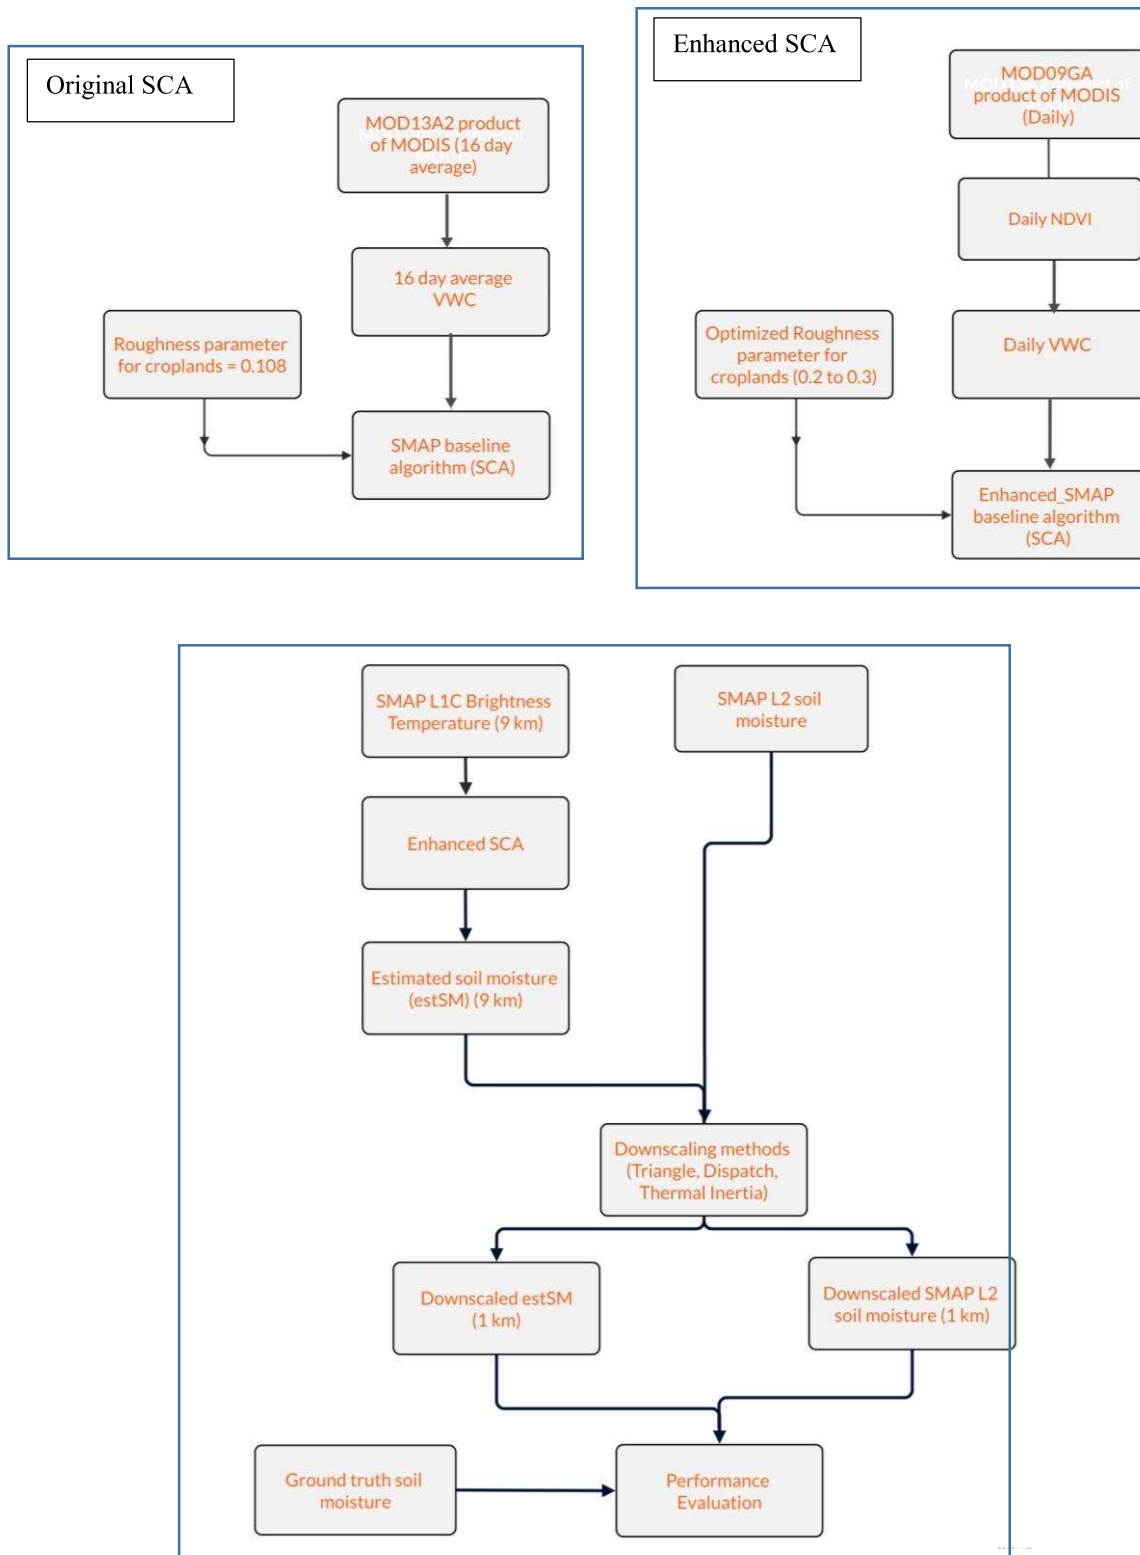 Original SCA
MOD13A2 product
of MODIS (16 day
average)
16 day average
VWC
Roughness parameter
for croplands = 0.108
SMAP baseline
algorithm (SCA)
Enhanced SCA
MOD09GA
product of MODIS
(Daily)
Daily NDVI
Optimized Roughness
parameter for
croplands (0.2 to 0.3)
Daily VWC
Enhanced_SMAP
baseline algorithm
(SCA)
SMAP L1C Brightness
Temperature (9 km)
SMAP L2 soil
moisture
Enhanced SCA
Estimated soil moisture
(estSM) (9 km)
Downscaling methods
(Triangle, Dispatch,
Thermal Inertia)
Downscaled estSM
(1 km)
Downscaled SMAP L2
soil moisture (1 km)
Ground truth soil
moisture
Performance
Evaluation